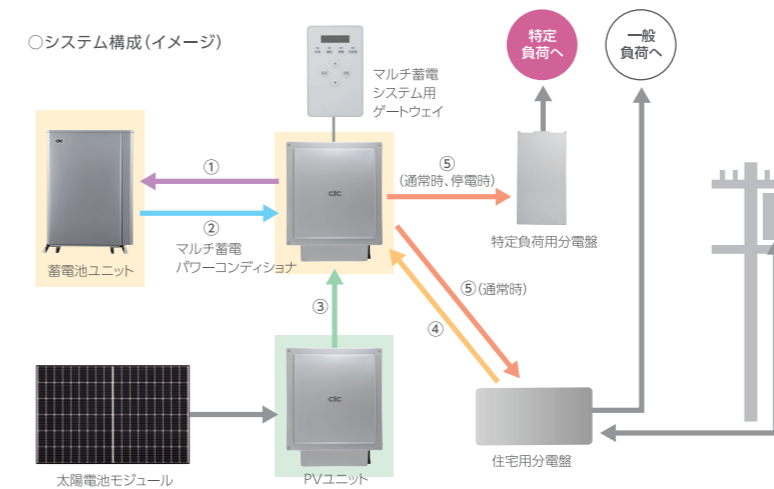 ○システム構成(イメージ)
マルチ蓄電
システム用
ゲートウェイ
特定
負荷へ
一般
負荷へ
CIC
蓄電池ユニット
①
②
マルチ蓄電
パワーコンディショナ
CIC
⑤
(通常時、停電時)
特定負荷用分電盤
③
④
⑤(通常時)
CIC
太陽電池モジュール
PVユニット
住宅用分電盤